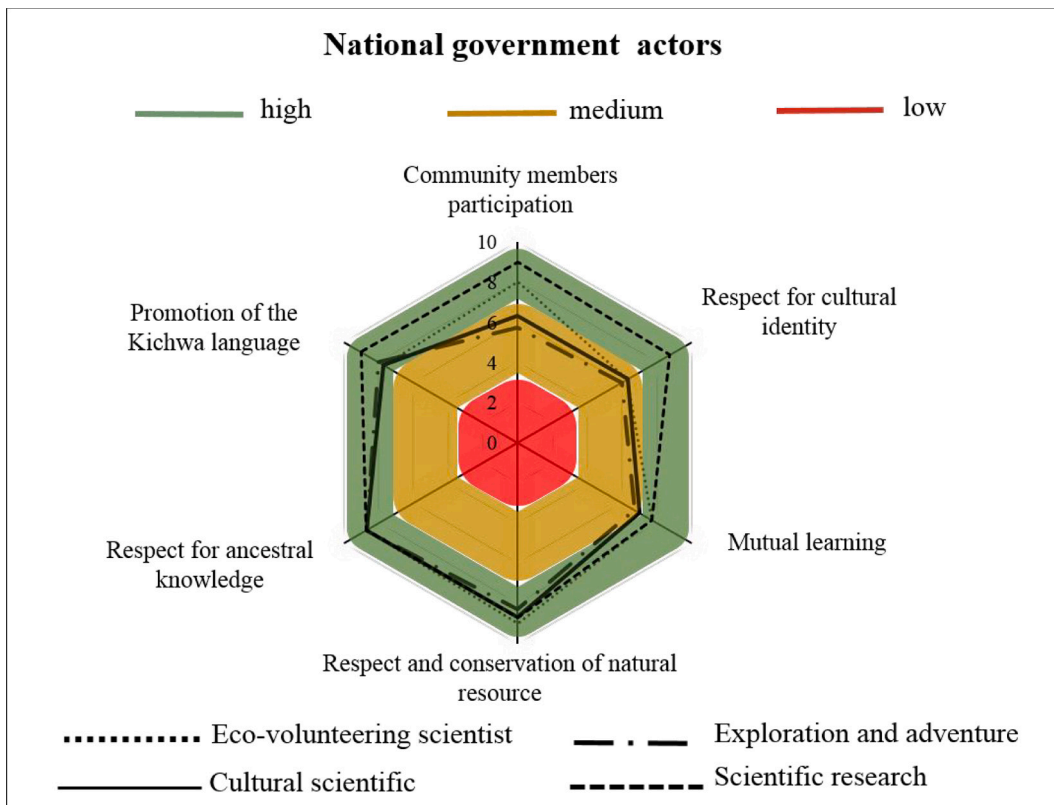 National government actors
high
medium
low
Community members
participation
10
8
6
4
2
0
Respect for cultural
identity
Promotion of the
Kichwa language
Mutual learning
Respect for ancestral
knowledge
Respect and conservation of natural
resource
Eco-volunteering scientist
Exploration and adventure
Cultural scientific
Scientific research